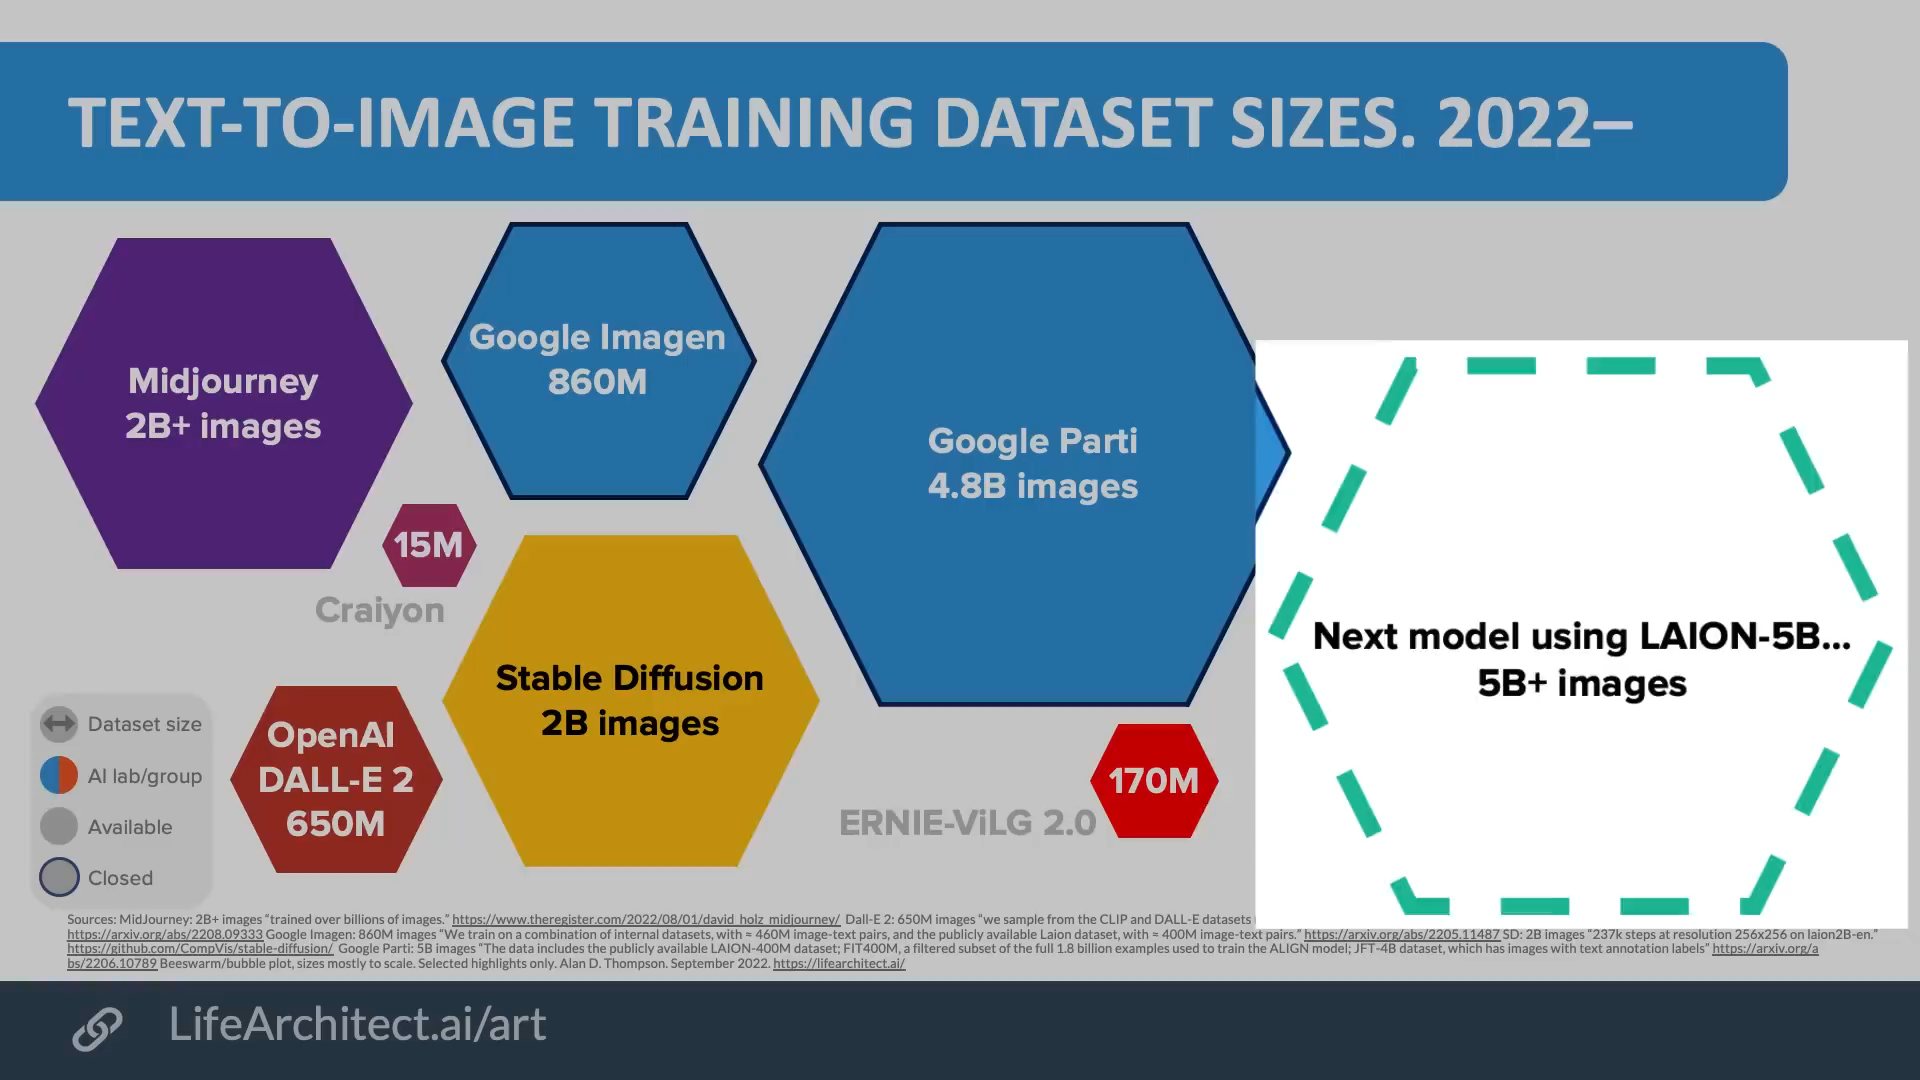 TEXT-TO-IMAGE TRAINING DATASET SIZES. 2022–
Midjourney
2B+ images
Google Imagen
860M
Google Parti
4.8B images
15M
Craiyon
Stable Diffusion
2B images
Next model using LAION-5B...
5B+ images
OpenAI
DALL-E 2
650M
170M
ERNIE-ViLG 2.0
Dataset size
AI lab/group
Available
Closed
Sources: MidJourney: 2B+ images “trained over billions of images.” https://www.theregister.com/2022/08/01/david_holz_midjourney/ Dall-E 2: 650M images “we sample from the CLIP and DALL-E datasets
https://arxiv.org/abs/2208.09333 Google Imagen: 860M images “We train on a combination of internal datasets, with ≈ 460M image-text pairs, and the publicly available Laion dataset, with ≈ 400M image-text pairs.” https://arxiv.org/abs/2205.11487 SD: 2B images “237k steps at resolution 256x256 on laion2B-en.”
https://github.com/CompVis/stable-diffusion/ Google Parti: 5B images “The data includes the publicly available LAION-400M dataset; FIT400M, a filtered subset of the full 1.8 billion examples used to train the ALIGN model; JFT-4B dataset, which has images with text annotation labels” https://arxiv.org/a
bs/2206.10789 Beeswarm/bubble plot, sizes mostly to scale. Selected highlights only. Alan D. Thompson. September 2022. https://lifearchitect.ai/
LifeArchitect.ai/art